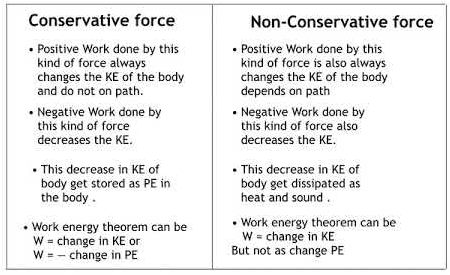 Conservative force
• Positive Work done by this
kind of force always
changes the KE of the body
and do not on path.
• Negative Work done by
this kind of force
decreases the KE.
• This decrease in KE of
body get stored as PE in
the body .
• Work energy theorem can be
W = change in KE or
W = − change in PE
Non-Conservative force
• Positive Work done by this
kind of force is also always
changes the KE of the body
depends on path
• Negative Work done by
this kind of force also
decreases the KE.
• This decrease in KE of
body get dissipated as
heat and sound .
• Work energy theorem can be
W = change in KE
But not as change PE